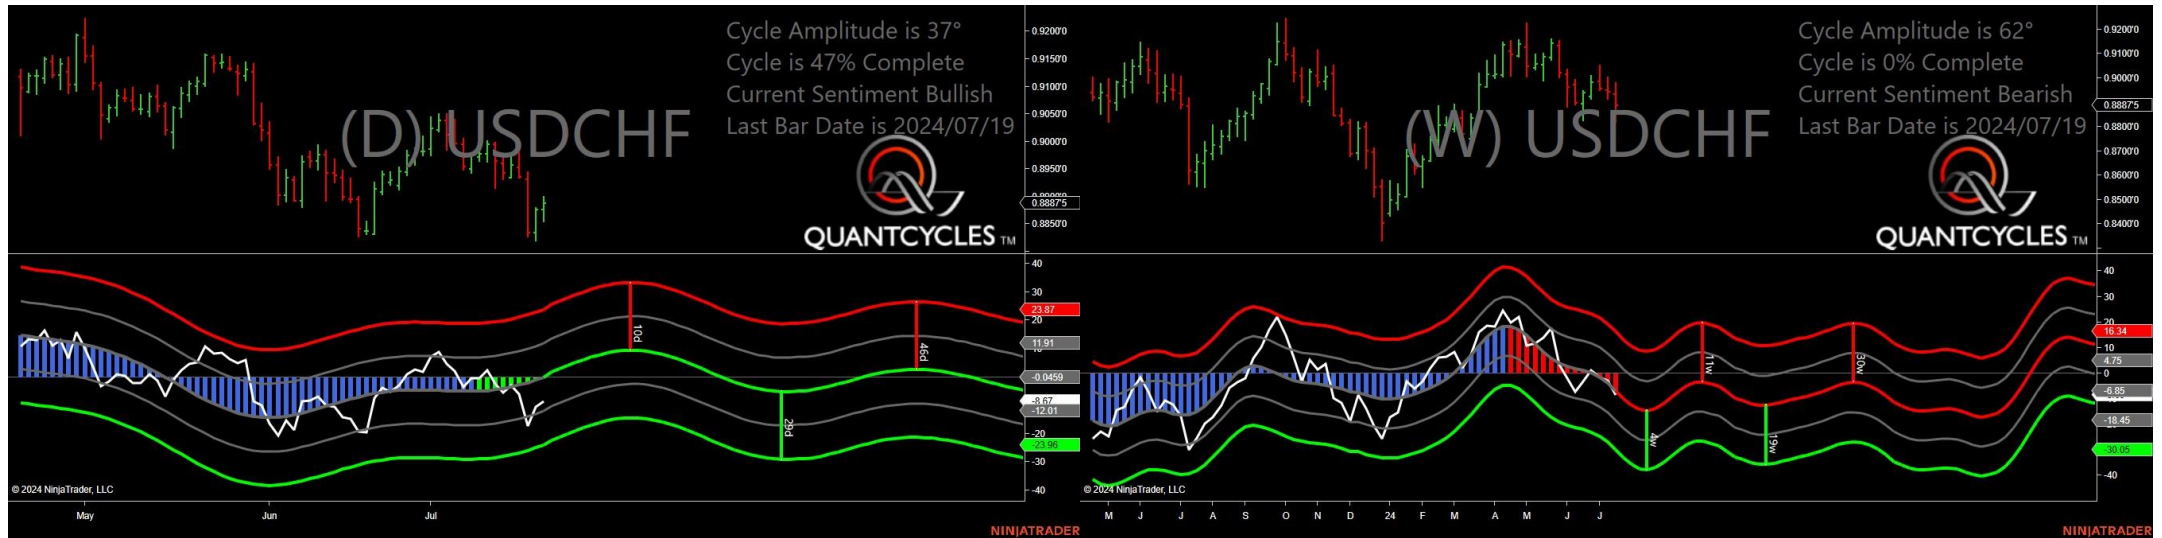 Cycle Amplitude is 37°
Cycle is 47% Complete
Current Sentiment Bullish
Last Bar Date is 2024/07/19
(D) USDCHF
QUANTCYCLES TM
0.9200'0
0.9150'0
0.9100'0
0.9050'0
0.9000'0
0.8950'0
0.8887'5
0.8850'0
40
30
23.87
20
11.91
-0.0459
-8.67
-12.01
-20
-23.96
-30
-40
10d
29d
46d
© 2024 NinjaTrader, LLC
May
Jun
Jul
NINJATRADER
Cycle Amplitude is 62°
Cycle is 0% Complete
Current Sentiment Bearish
Last Bar Date is 2024/07/19
(W) USDCHF
QUANTCYCLES TM
0.9200'0
0.9100'0
0.9000'0
0.8887'5
0.8800'0
0.8700'0
0.8600'0
0.8500'0
0.8400'0
40
30
20
16.34
10
4.75
0
-6.85
-18.45
-30.05
-40
4w
11w
19w
30w
© 2024 NinjaTrader, LLC
M J J A S O N D 24 F M A M J J
NINJATRADER